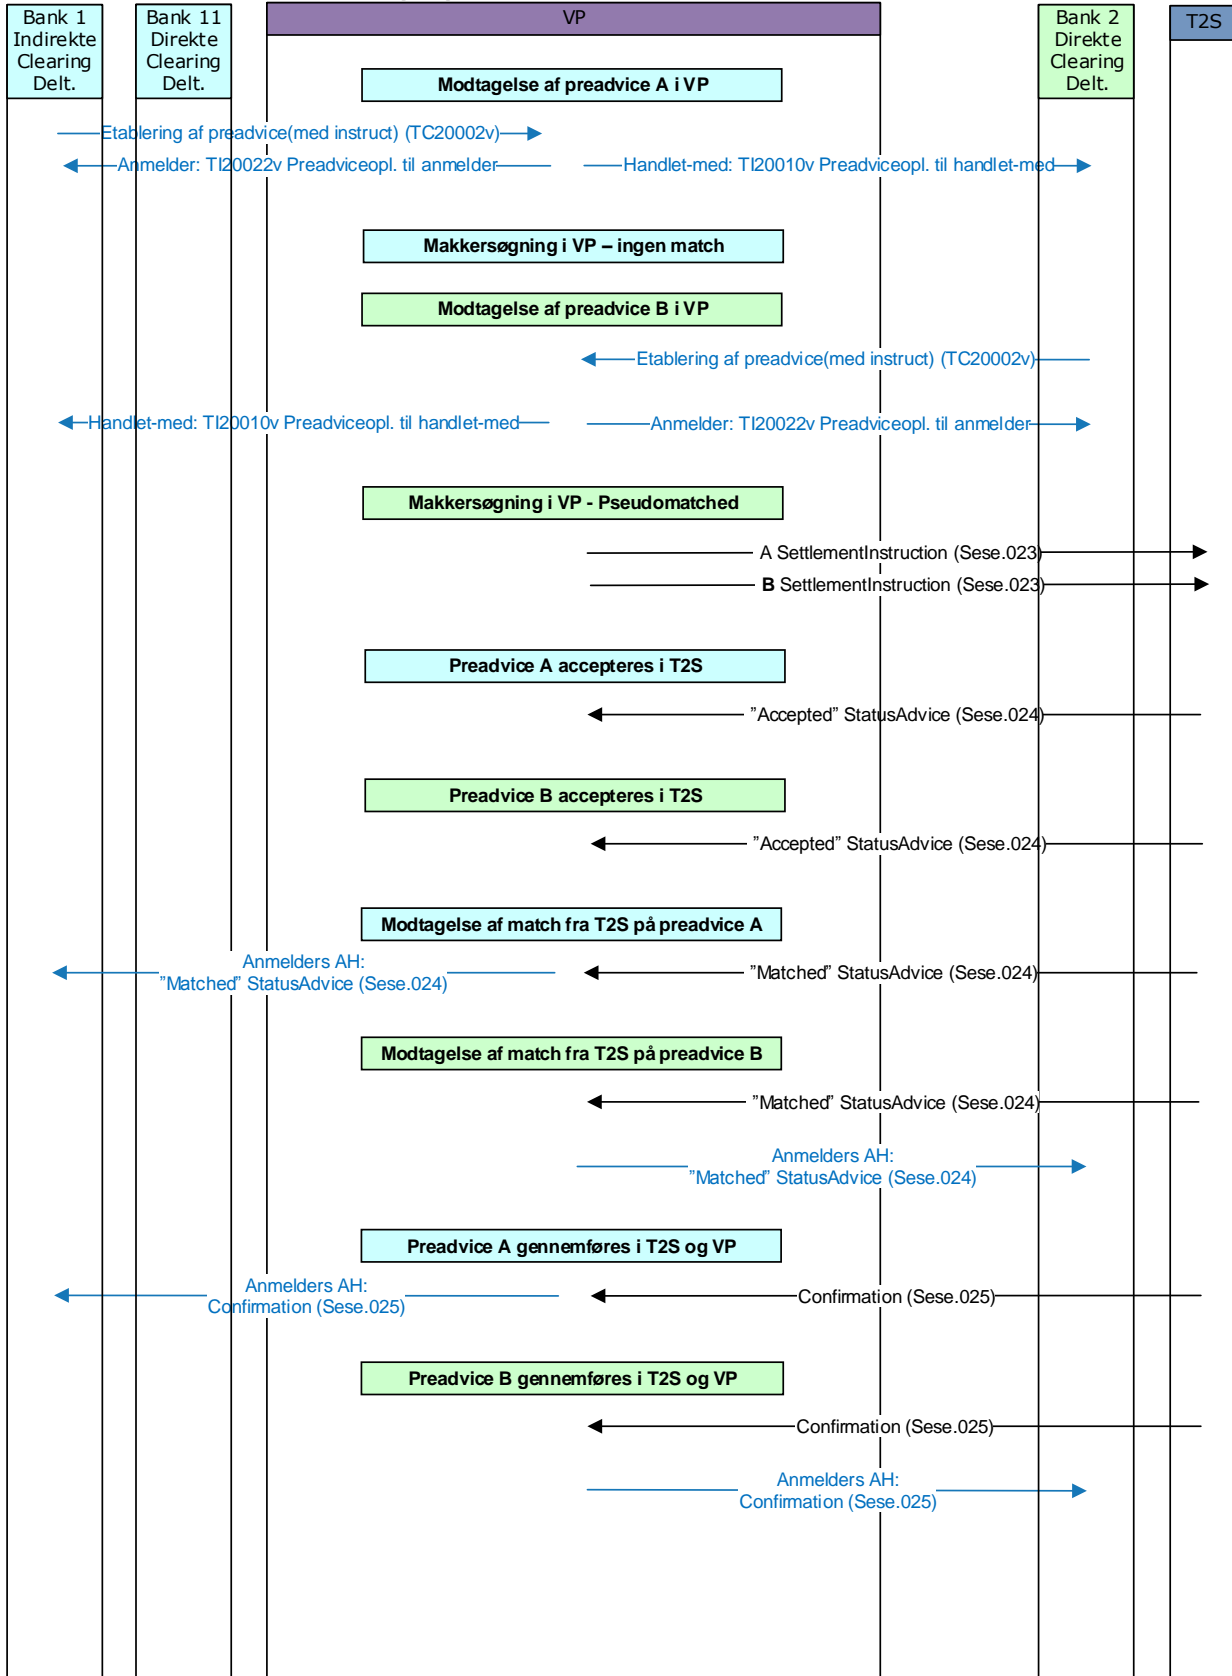 Bank 1
Indirekte
Clearing
Delt.
Bank 11
Direkte
Clearing
Delt.
VP
Bank 2
Direkte
Clearing
Delt.
T2S
Modtagelse af preadvice A i VP
Etablering af preadvice(med instruct) (TC20002v)
Anmelder: TI20022v Preadviceopl. til anmelder
Handlet-med: TI20010v Preadviceopl. til handlet-med
Makkersøgning i VP – ingen match
Modtagelse af preadvice B i VP
Etablering af preadvice(med instruct) (TC20002v)
Handlet-med: TI20010v Preadviceopl. til handlet-med
Anmelder: TI20022v Preadviceopl. til anmelder
Makkersøgning i VP - Pseudomatched
A SettlementInstruction (Sese.023)
B SettlementInstruction (Sese.023)
Preadvice A accepteres i T2S
”Accepted” StatusAdvice (Sese.024)
Preadvice B accepteres i T2S
”Accepted” StatusAdvice (Sese.024)
Modtagelse af match fra T2S på preadvice A
Anmelders AH:
”Matched” StatusAdvice (Sese.024)
”Matched” StatusAdvice (Sese.024)
Modtagelse af match fra T2S på preadvice B
”Matched” StatusAdvice (Sese.024)
Anmelders AH:
”Matched” StatusAdvice (Sese.024)
Preadvice A gennemføres i T2S og VP
Anmelders AH:
Confirmation (Sese.025)
Confirmation (Sese.025)
Preadvice B gennemføres i T2S og VP
Confirmation (Sese.025)
Anmelders AH:
Confirmation (Sese.025)